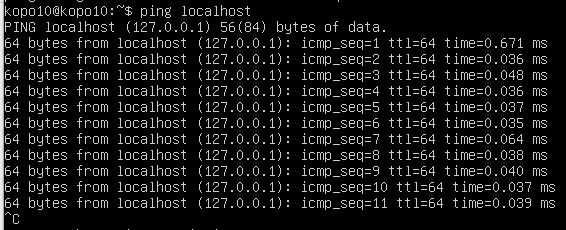 kopo10@kopo10:~$ ping localhost
PING localhost (127.0.0.1) 56(84) bytes of data.
64 bytes from localhost (127.0.0.1): icmp_seq=1 ttl=64 time=0.671 ms
64 bytes from localhost (127.0.0.1): icmp_seq=2 ttl=64 time=0.036 ms
64 bytes from localhost (127.0.0.1): icmp_seq=3 ttl=64 time=0.048 ms
64 bytes from localhost (127.0.0.1): icmp_seq=4 ttl=64 time=0.036 ms
64 bytes from localhost (127.0.0.1): icmp_seq=5 ttl=64 time=0.037 ms
64 bytes from localhost (127.0.0.1): icmp_seq=6 ttl=64 time=0.035 ms
64 bytes from localhost (127.0.0.1): icmp_seq=7 ttl=64 time=0.064 ms
64 bytes from localhost (127.0.0.1): icmp_seq=8 ttl=64 time=0.038 ms
64 bytes from localhost (127.0.0.1): icmp_seq=9 ttl=64 time=0.040 ms
64 bytes from localhost (127.0.0.1): icmp_seq=10 ttl=64 time=0.037 ms
64 bytes from localhost (127.0.0.1): icmp_seq=11 ttl=64 time=0.039 ms
^C